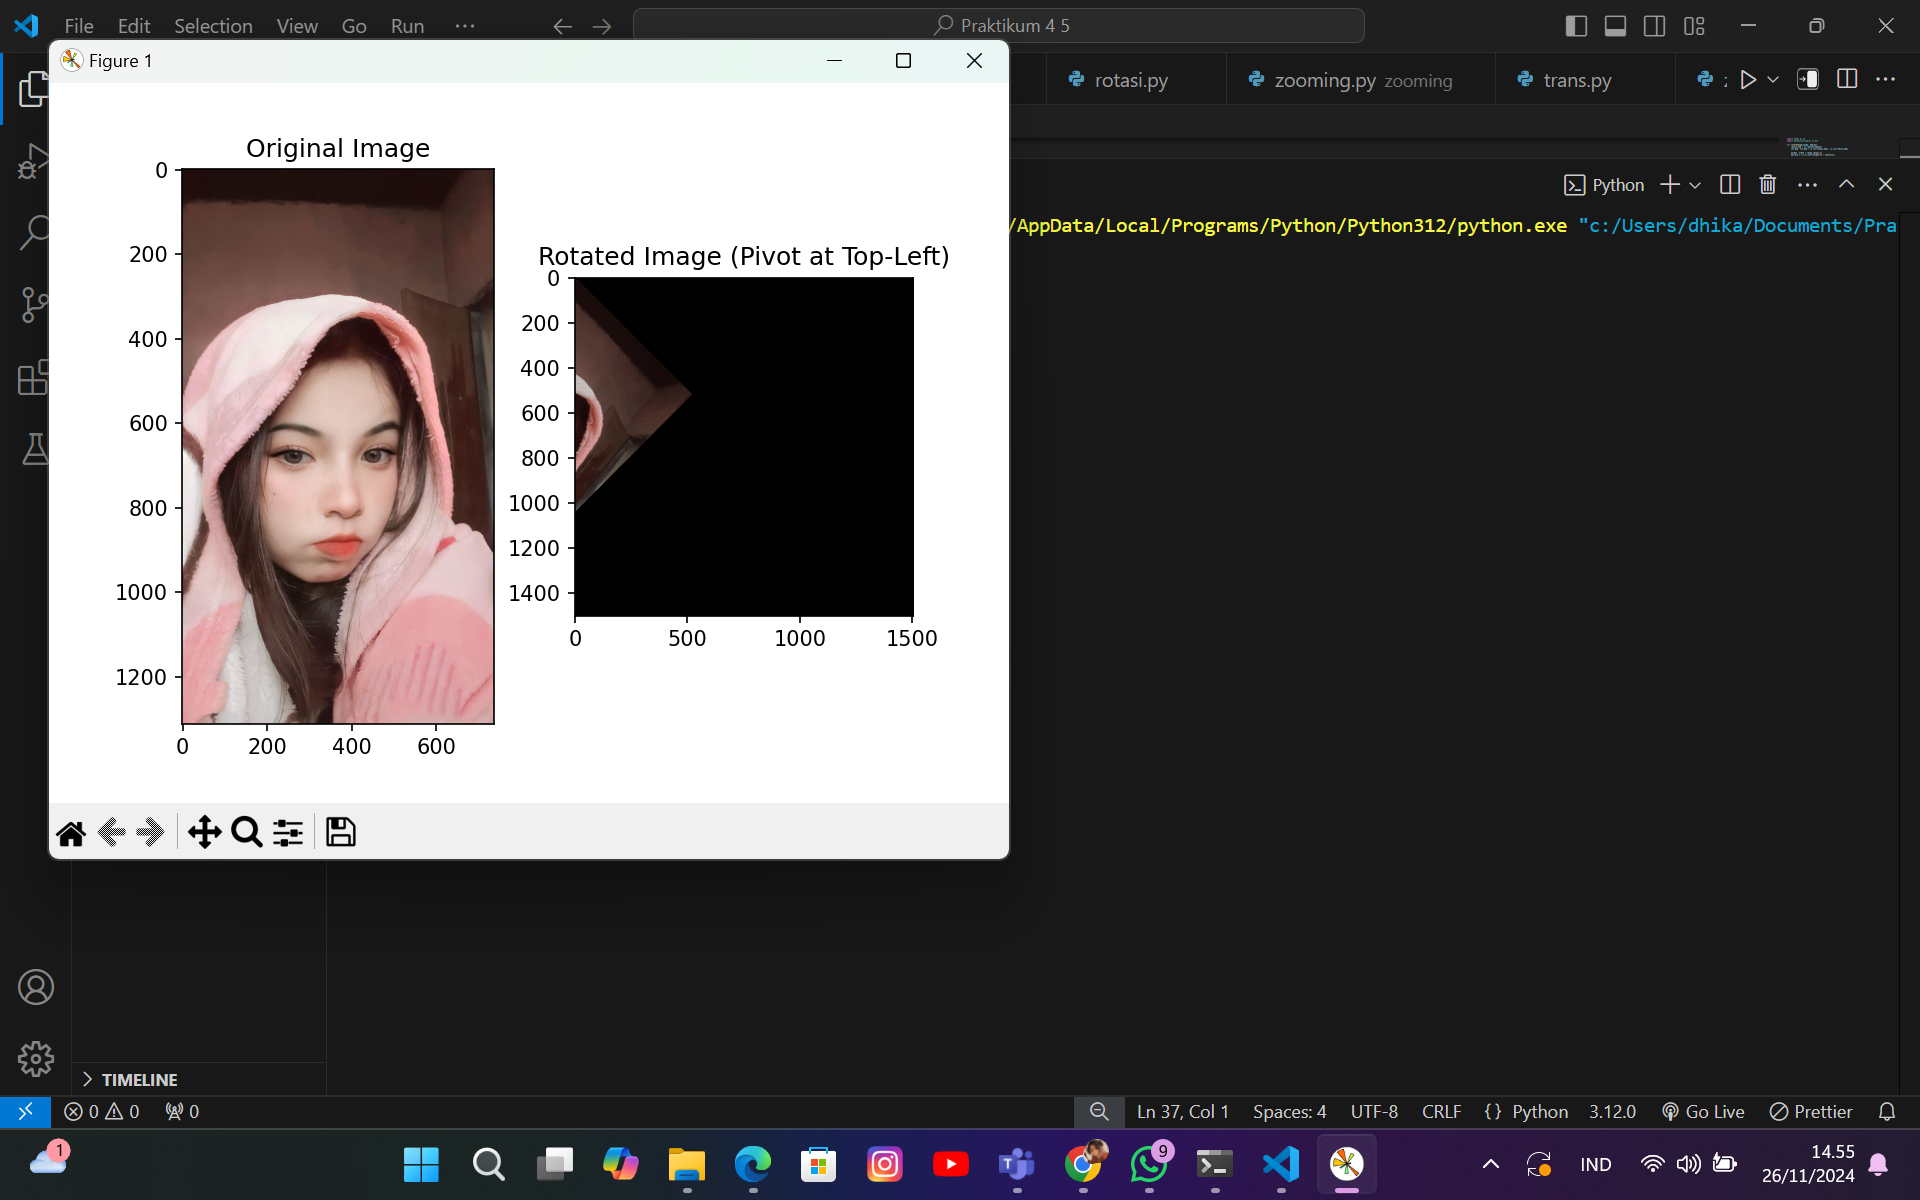 File Edit Selection View Go Run ···
Praktikum 4 5
Figure 1
rotasi.py
zooming.py zooming
trans.py
Python
/AppData/Local/Programs/Python/Python312/python.exe "c:/Users/dhika/Documents/Pra
Original Image
0
200
400
600
800
1000
1200
0 200 400 600
Rotated Image (Pivot at Top-Left)
0
200
400
600
800
1000
1200
1400
0 500 1000 1500
TIMELINE
0 0 0
Ln 37, Col 1 Spaces: 4 UTF-8 CRLF {} Python 3.12.0 Go Live Prettier
1
9
IND
14.55
26/11/2024